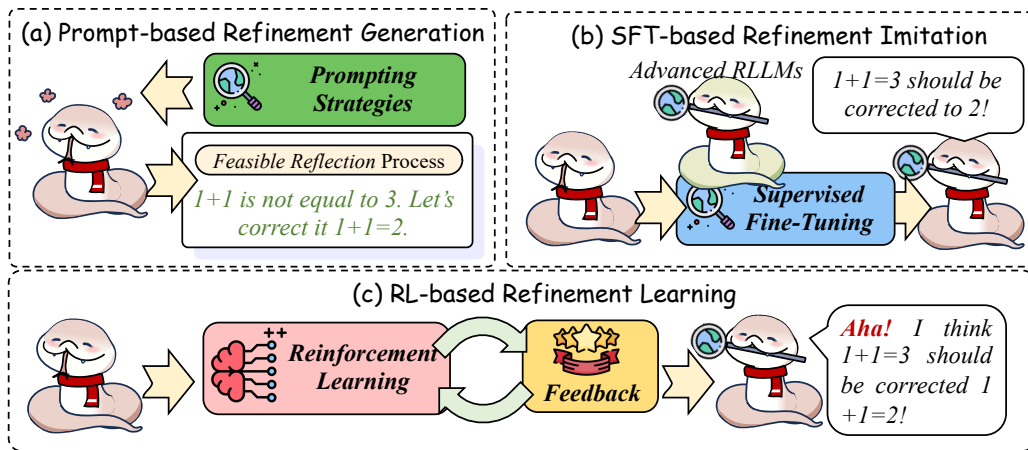 (a) Prompt-based Refinement Generation
Prompting
Strategies
Feasible Reflection Process
1+1 is not equal to 3. Let's
correct it 1+1=2.
(b) SFT-based Refinement Imitation
Advanced RLLMs
1+1=3 should be
corrected to 2!
Supervised
Fine-Tuning
(c) RL-based Refinement Learning
Reinforcement
Learning
Feedback
Aha! I think
1+1=3 should
be corrected 1
+1=2!